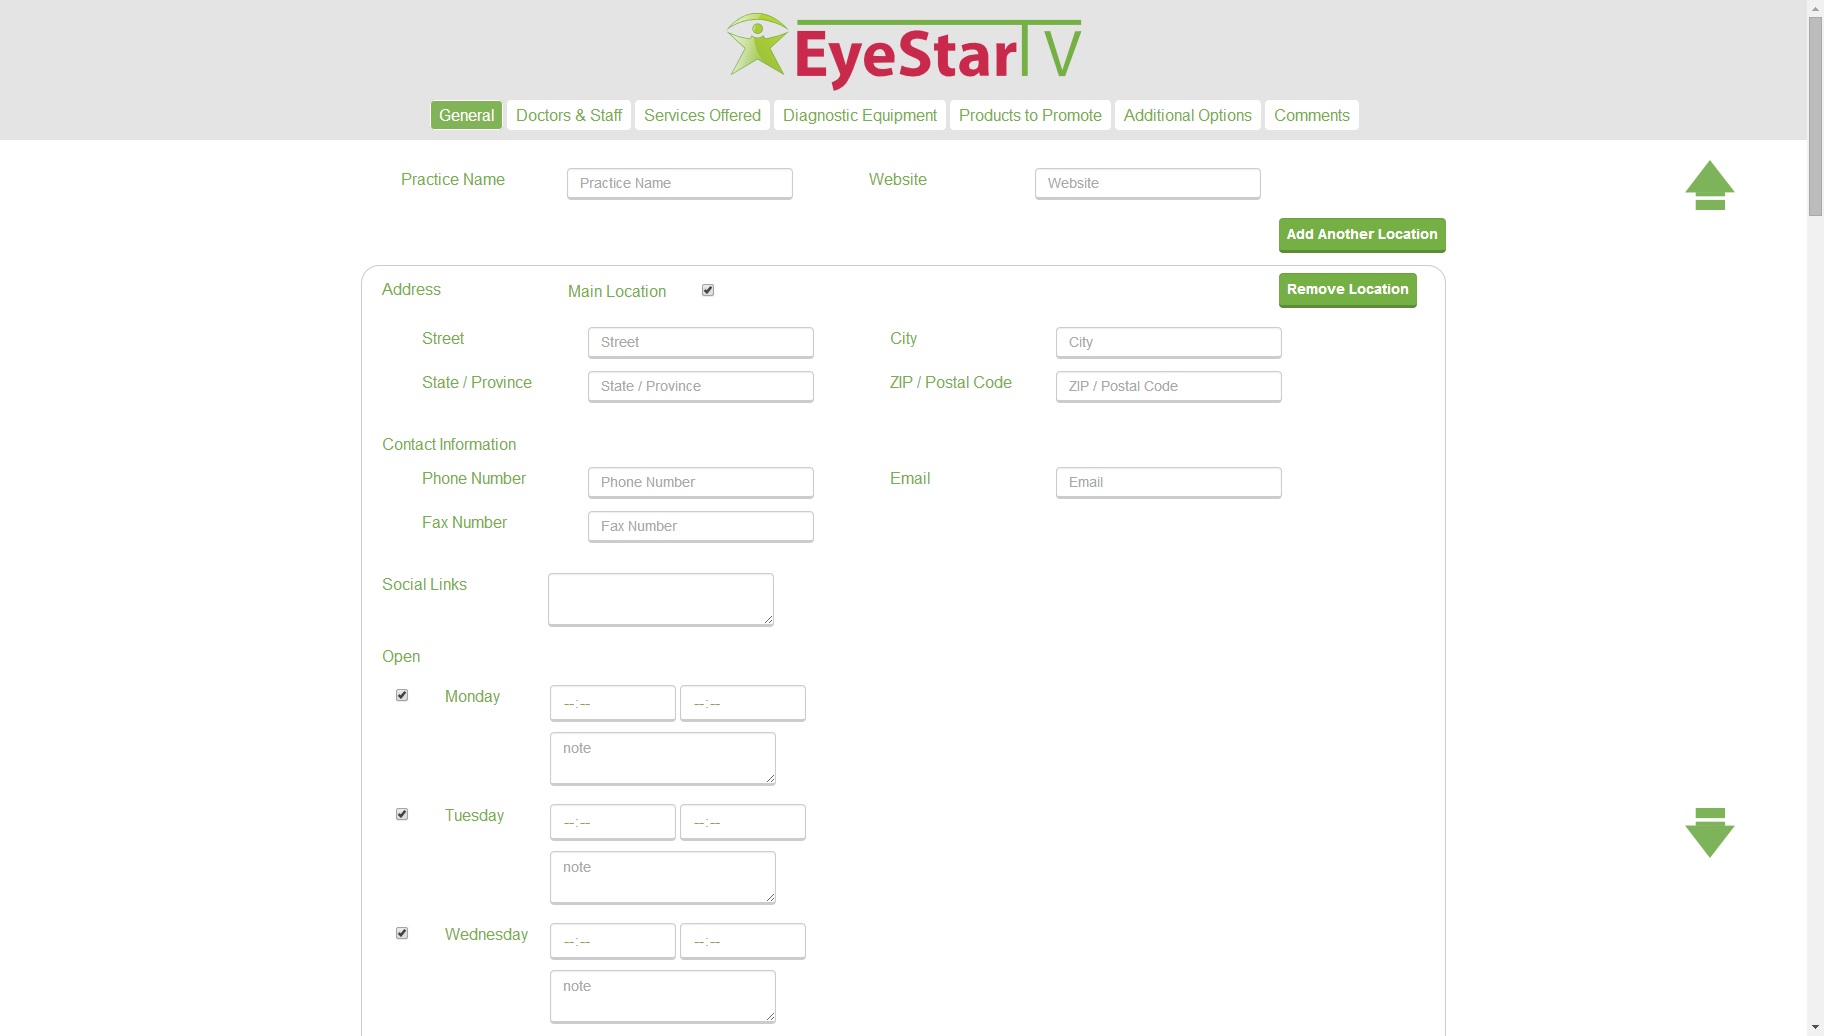 EyeStarTV
General Doctors & Staff Services Offered Diagnostic Equipment Products to Promote Additional Options Comments
Practice Name Practice Name Website Website
Add Another Location
Address Main Location Remove Location
Street Street City City
State / Province State / Province ZIP / Postal Code ZIP / Postal Code
Contact Information
Phone Number Phone Number Email Email
Fax Number Fax Number
Social Links
Open
Monday --:-- --:--
note
Tuesday --:-- --:--
note
Wednesday --:-- --:--
note